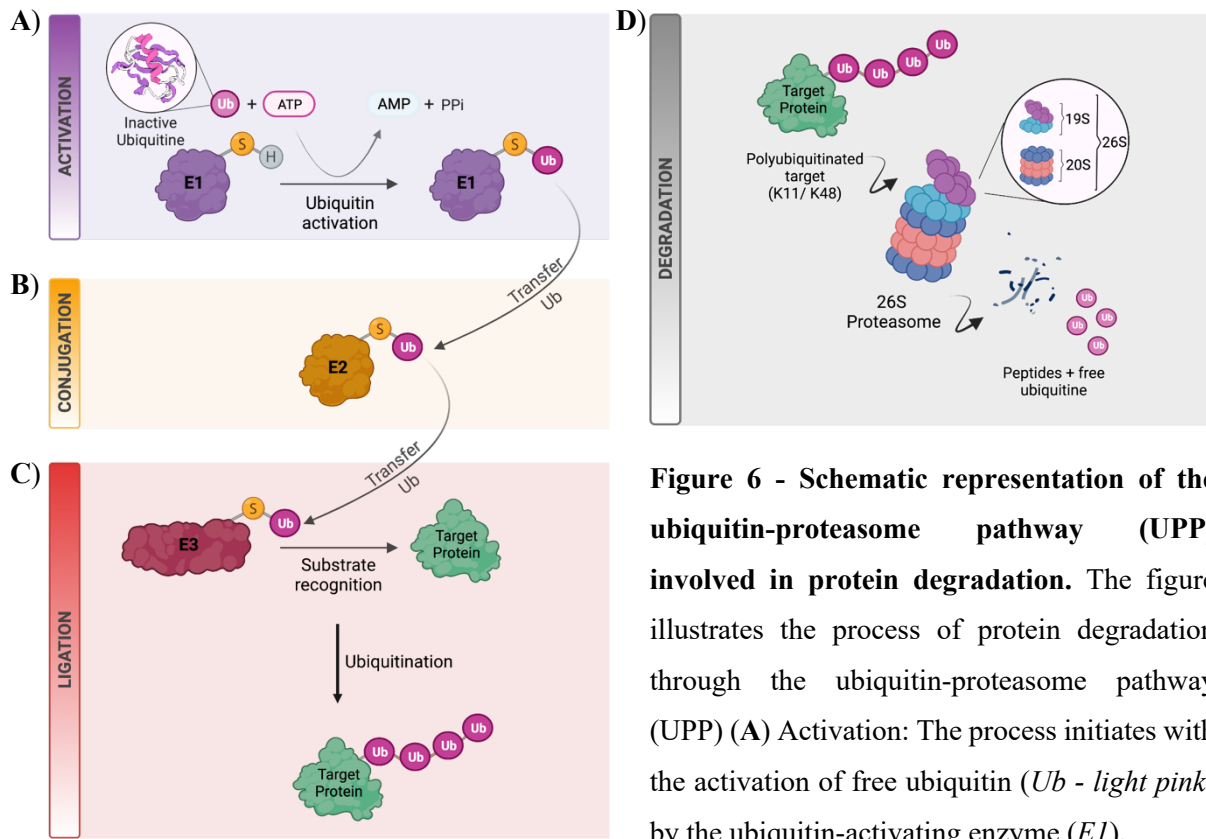 A)
ACTIVATION
Inactive
Ubiquitine
Ub + ATP
AMP + PPi
E1
S
H
Ubiquitin
activation
E1
S
Ub
Transfer
Ub
B)
CONJUGATION
E2
S
Ub
Transfer
Ub
C)
LIGATION
E3
S
Ub
Substrate
recognition
Target
Protein
Ubiquitination
Target
Protein
Ub
Ub
Ub
Ub
D)
DEGRADATION
Target
Protein
Ub
Ub
Ub
Ub
Polyubiquitinated
target
(K11/ K48)
19S
20S
26S
26S
Proteasome
Ub
Ub
Ub
Ub
Peptides + free
ubiquitine
Figure 6 - Schematic representation of the
ubiquitin-proteasome pathway (UPP
involved in protein degradation. The figure
illustrates the process of protein degradation
through the ubiquitin-proteasome pathway
(UPP) (A) Activation: The process initiates with
the activation of free ubiquitin (Ub - light pink
by the ubiquitin-activating enzyme (E1).